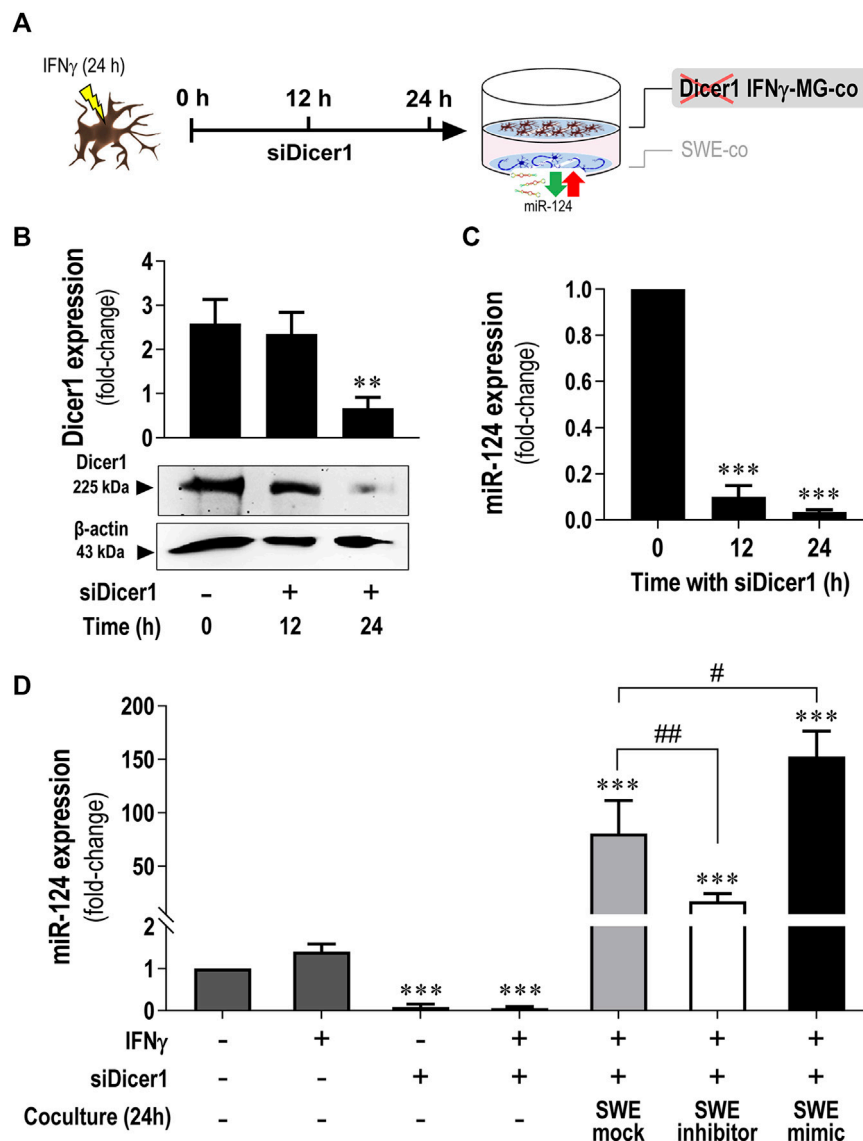 A
IFNγ (24 h)
0 h
12 h
24 h
siDicer1
Dicer1 IFNγ-MG-co
SWE-co
miR-124
B
Dicer1 expression
(fold-change)
4
3
2
1
0
**
Dicer1
225 kDa
β-actin
43 kDa
siDicer1 - + +
Time (h) 0 12 24
C
miR-124 expression
(fold-change)
1.0
0.8
0.6
0.4
0.2
0.0
***
***
0 12 24
Time with siDicer1 (h)
D
miR-124 expression
(fold-change)
200
150
100
50
2
1
0
#
##
***
***
***
***
***
IFNγ - + - + + + +
siDicer1 - - + + + + +
Coculture (24h) - - - - SWE SWE SWE
mock inhibitor mimic